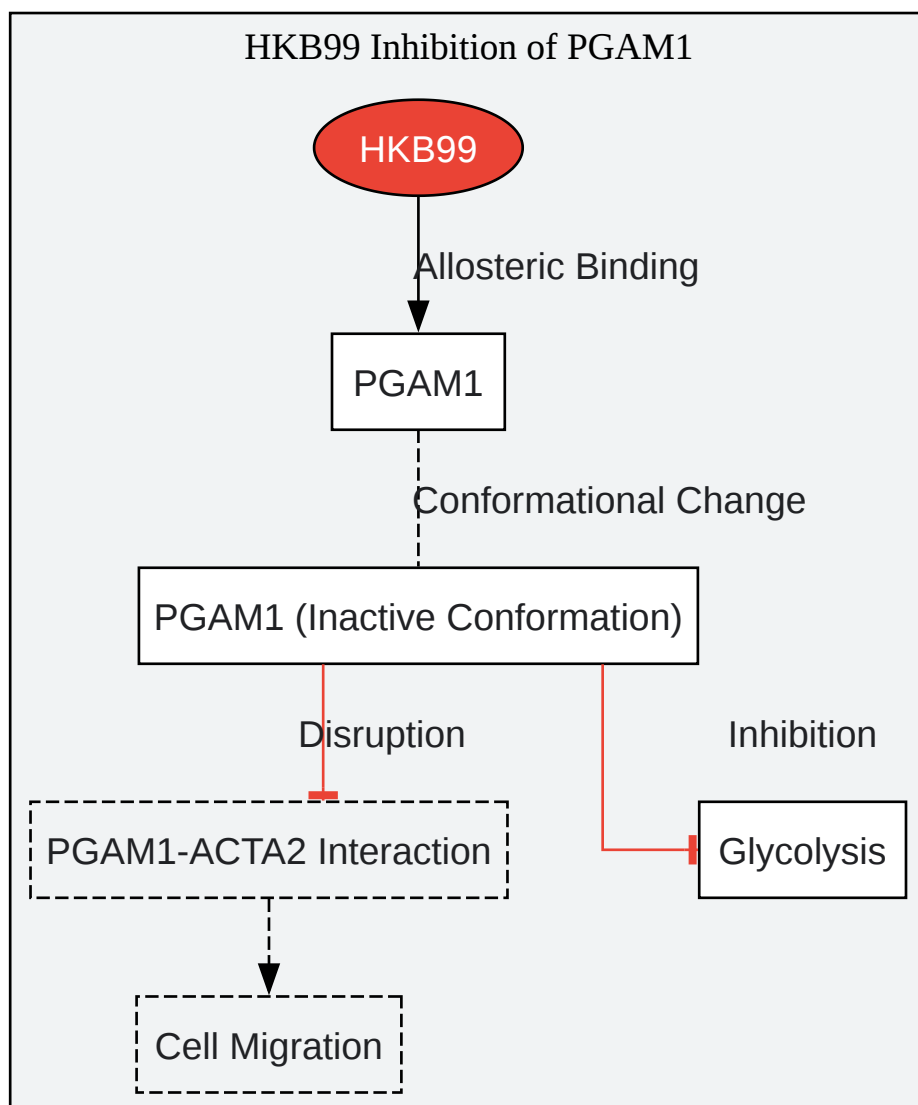 HKB99 Inhibition of PGAM1
HKB99
Allosteric Binding
PGAM1
Conformational Change
PGAM1 (Inactive Conformation)
Disruption
Inhibition
PGAM1-ACTA2 Interaction
Glycolysis
Cell Migration